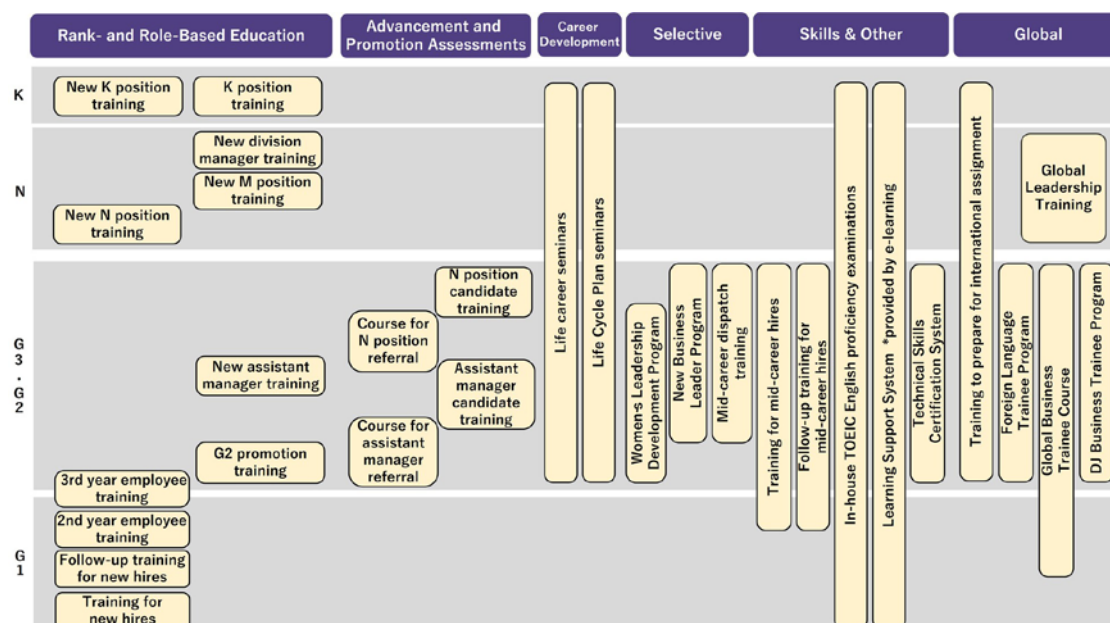 Rank- and Role-Based Education
Advancement and
Promotion Assessments
Career
Development
Selective
Skills & Other
Global
K
New K position
training
K position
training
N
New division
manager training
New M position
training
New N position
training
Global
Leadership
Training
G
3
・
G
2
N position
candidate
training
Course for
N position
referral
New assistant
manager training
Assistant
manager
candidate
training
Course for
assistant
manager
referral
G2 promotion
training
3rd year employee
training
G
1
2nd year employee
training
Follow-up training
for new hires
Training for
new hires
Life career seminars
Life Cycle Plan seminars
Women-s Leadership
Development Program
New Business
Leader Program
Mid-career dispatch
training
Training for mid-career hires
Follow-up training for
mid-career hires
In-house TOEIC English proficiency examinations
Learning Support System *provided by e-learning
Technical Skills
Certification System
Training to prepare for international assignment
Foreign Language
Trainee Program
Global Business
Trainee Course
DJ Business Trainee Program